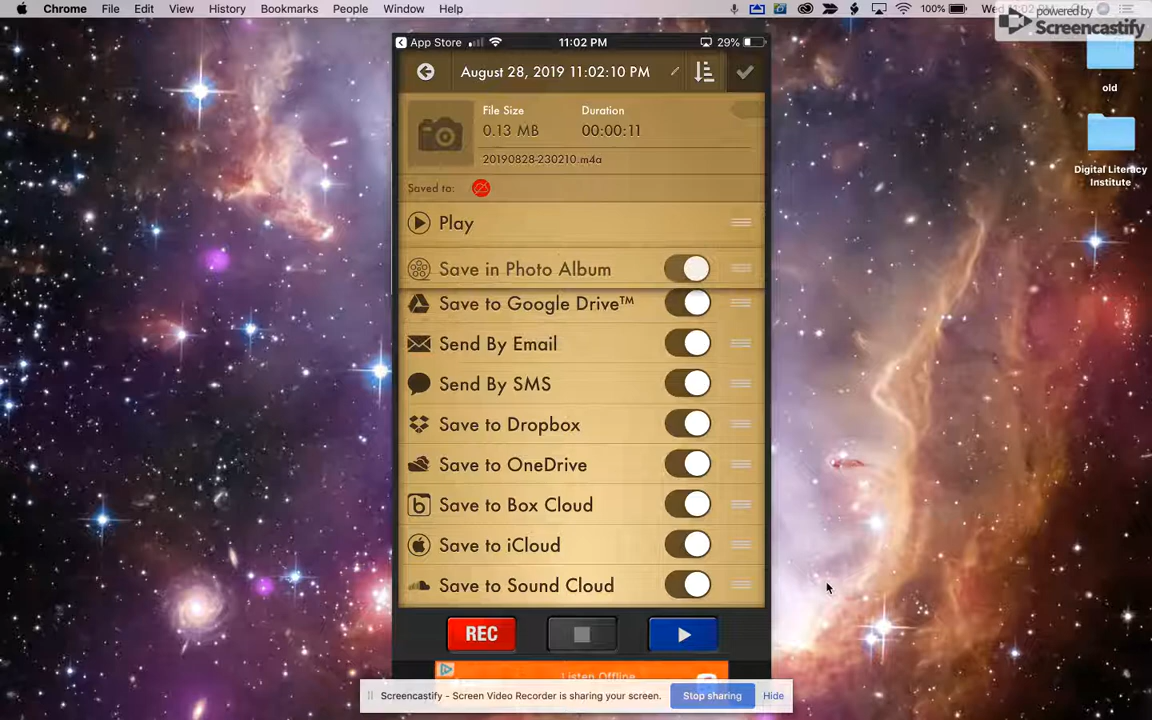 Chrome File Edit View History Bookmarks People Window Help 100% Wed
powered by
Screencastify
App Store 11:02 PM 29%
August 28, 2019 11:02:10 PM
old
File Size Duration
0.13 MB 00:00:11
20190828-230210.m4a
Digital Literacy
Institute
Saved to:
Play
Save in Photo Album
Save to Google Drive™
Send By Email
Send By SMS
Save to Dropbox
Save to OneDrive
Save to Box Cloud
Save to iCloud
Save to Sound Cloud
REC
Listen Offline
Screencastify - Screen Video Recorder is sharing your screen. Stop sharing Hide